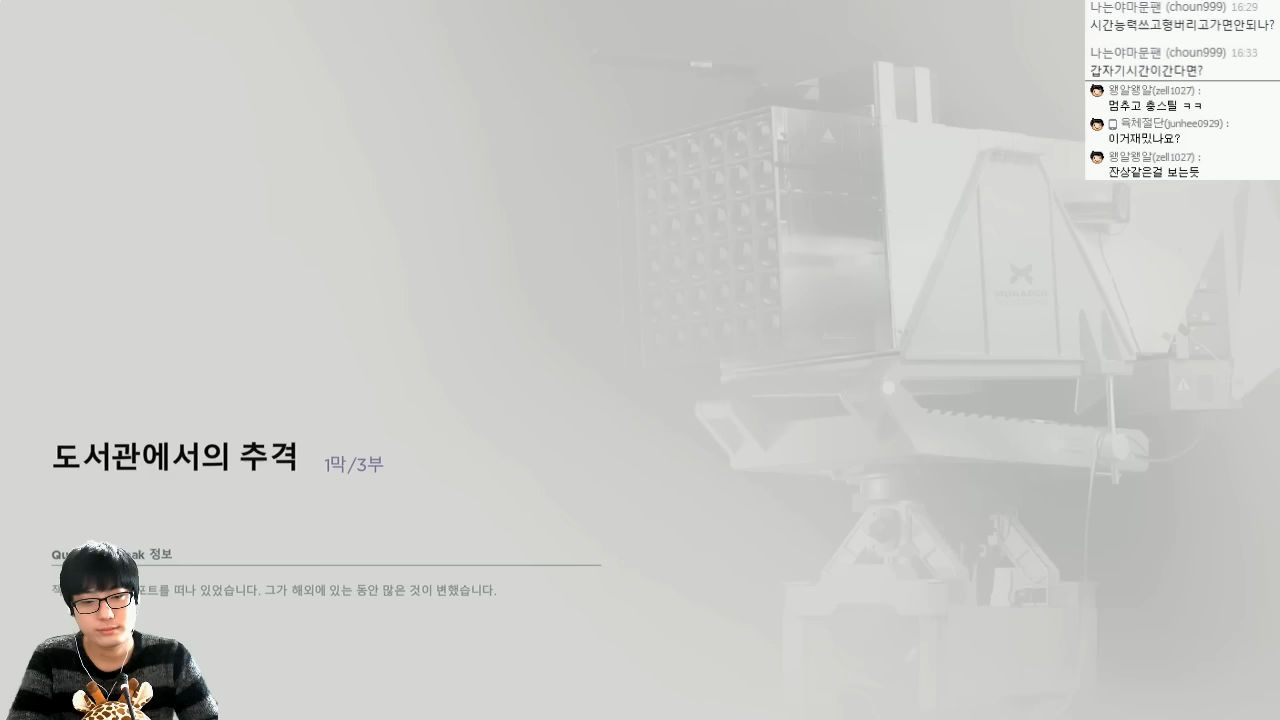 나는야마문팬 (choun999) 16:29
시간능력쓰고형버리고가면안되나?
나는야마문팬 (choun999) 16:33
갑자기시간이간다면?
왱알왱알(zell1027) :
멈추고 총스틸 ㅋㅋ
육체절단(junhee0929) :
이거재밌나요?
왱알왱알(zell1027) :
잔상같은걸 보는듯
도서관에서의 추격 1막/3부
정보
떠나 있었습니다. 그가 해외에 있는 동안 많은 것이 변했습니다.